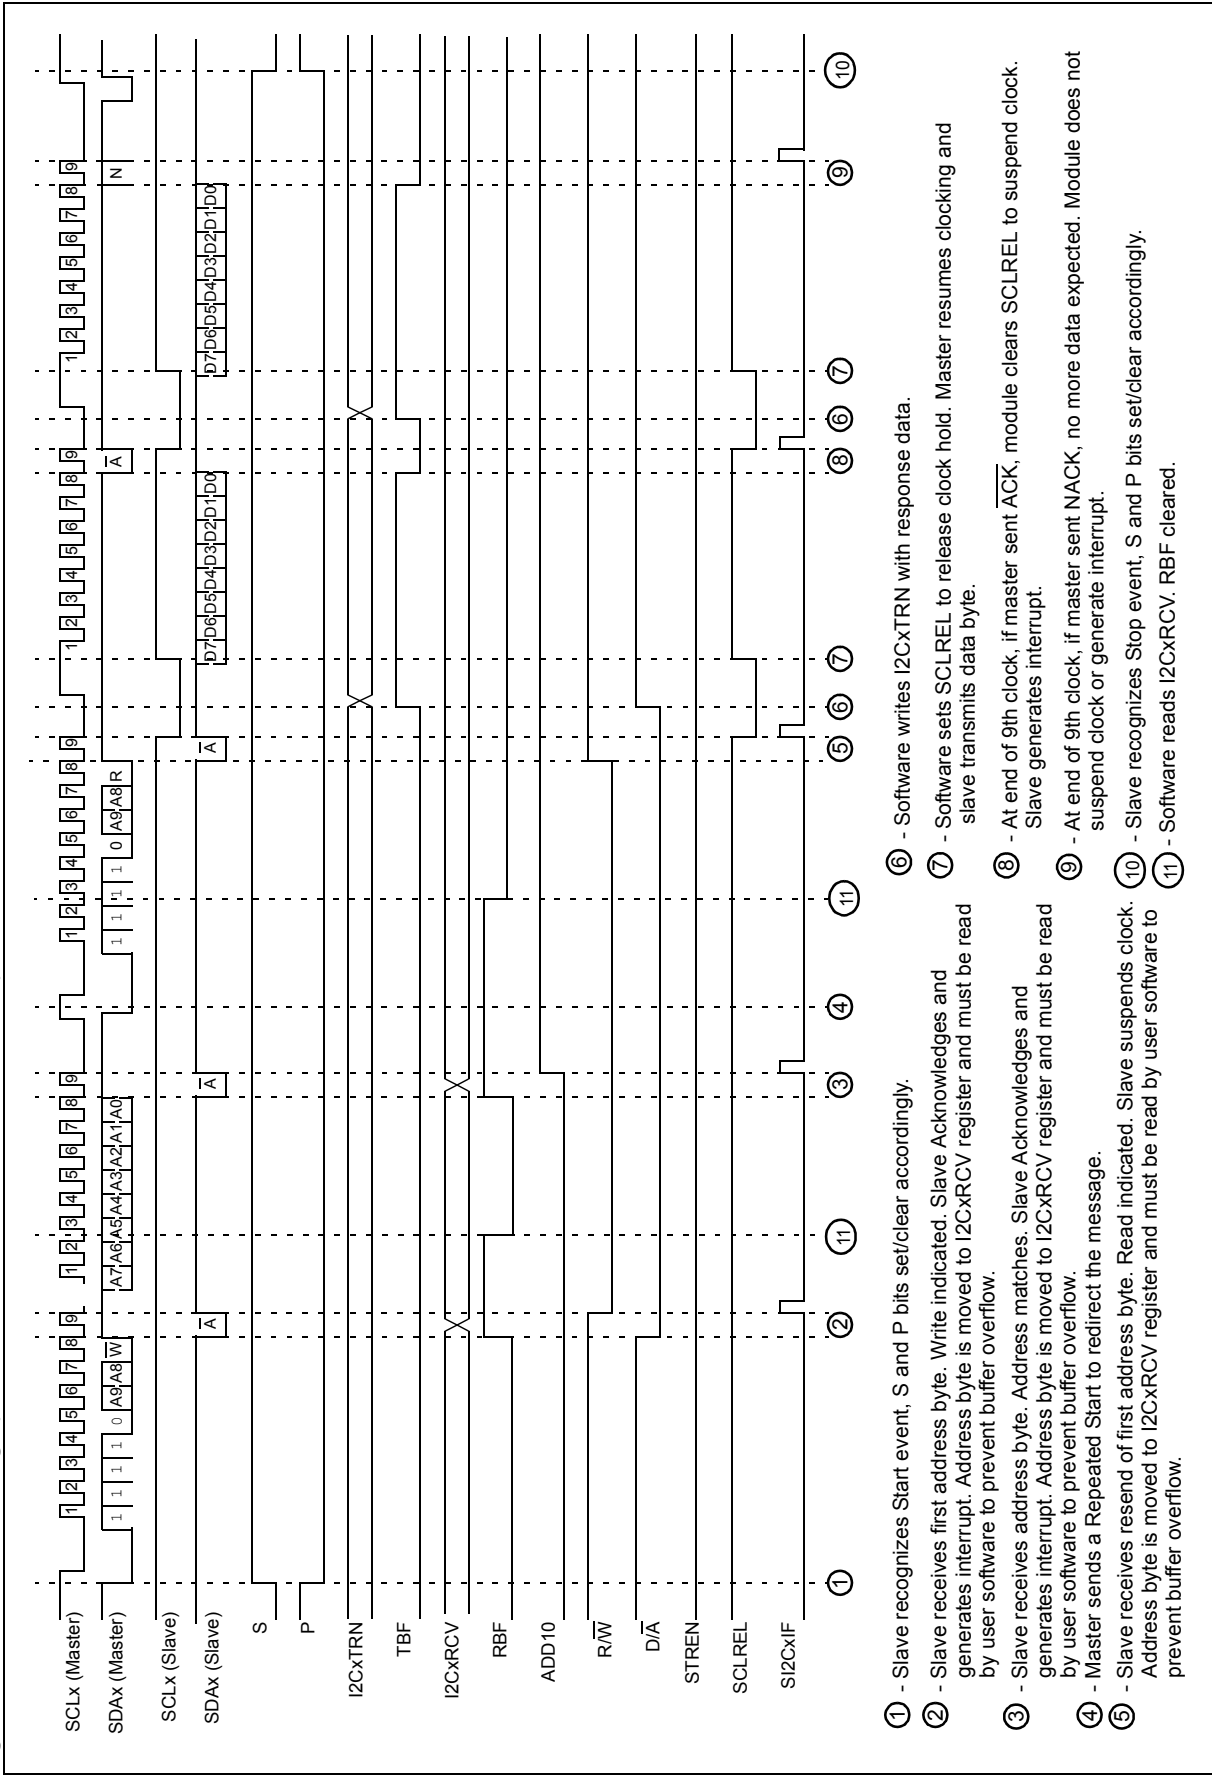 SCLx (Master)
1 2 3 4 5 6 7 8 9 1 2 3 4 5 6 7 8 9 1 2 3 4 5 6 7 8 9 1 2 3 4 5 6 7 8 9 1 2 3 4 5 6 7 8 9
SDAx (Master)
1 1 1 1 0 A9 A8 W̅ A7 A6 A5 A4 A3 A2 A1 A0 1 1 1 1 0 A9 A8 R A̅ N
SCLx (Slave)
SDAx (Slave)
A̅ A̅ A̅ D7 D6 D5 D4 D3 D2 D1 D0 D7 D6 D5 D4 D3 D2 D1 D0
S
P
I2CxTRN
TBF
I2CxRCV
RBF
ADD10
R/W̅
D̅/A
STREN
SCLREL
SI2CxIF
1 2 11 3 4 11 5 6 7 8 6 7 9 10
1 - Slave recognizes Start event, S and P bits set/clear accordingly.
2 - Slave receives first address byte. Write indicated. Slave Acknowledges and
generates interrupt. Address byte is moved to I2CxRCV register and must be read
by user software to prevent buffer overflow.
3 - Slave receives address byte. Address matches. Slave Acknowledges and
generates interrupt. Address byte is moved to I2CxRCV register and must be read
by user software to prevent buffer overflow.
4 - Master sends a Repeated Start to redirect the message.
5 - Slave receives resend of first address byte. Read indicated. Slave suspends clock.
Address byte is moved to I2CxRCV register and must be read by user software to
prevent buffer overflow.
6 - Software writes I2CxTRN with response data.
7 - Software sets SCLREL to release clock hold. Master resumes clocking and
slave transmits data byte.
8 - At end of 9th clock, if master sent A̅C̅K̅, module clears SCLREL to suspend clock.
Slave generates interrupt.
9 - At end of 9th clock, if master sent NACK, no more data expected. Module does not
suspend clock or generate interrupt.
10 - Slave recognizes Stop event, S and P bits set/clear accordingly.
11 - Software reads I2CxRCV. RBF cleared.